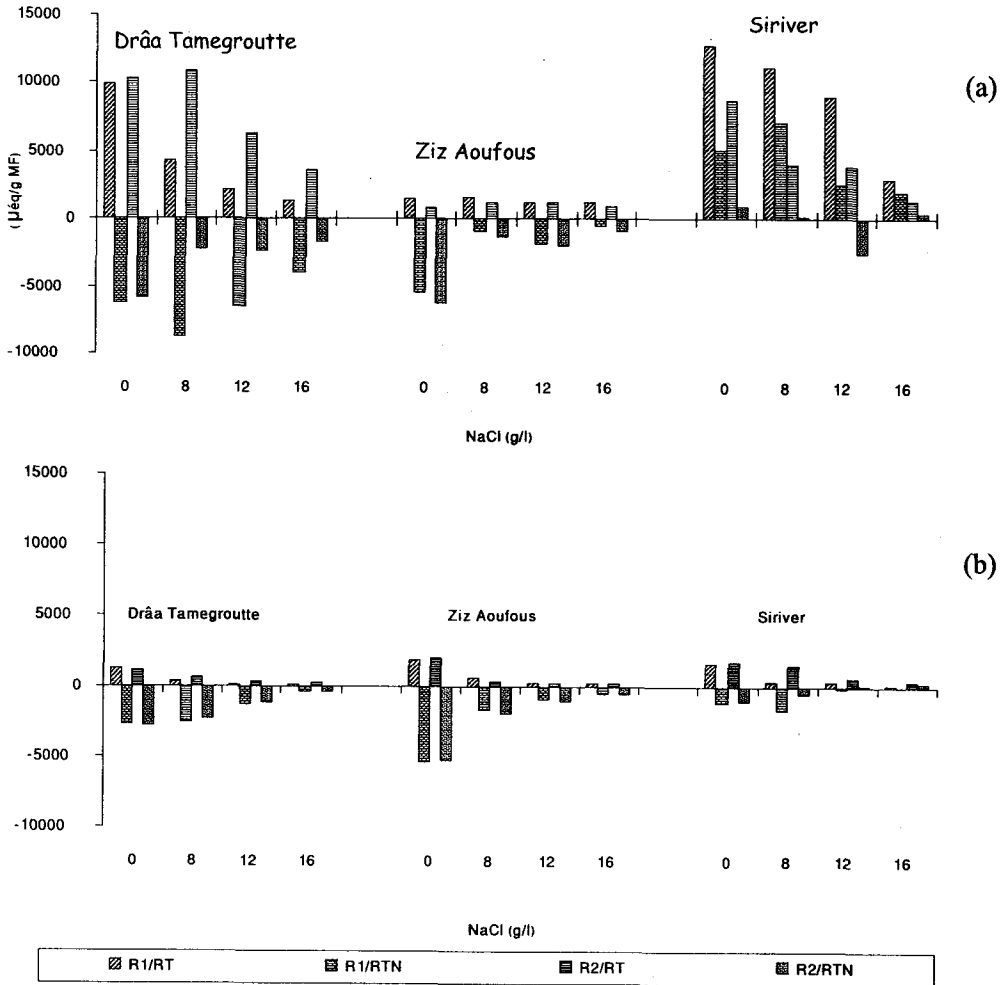 15000
10000
5000
0
-5000
-10000
(µéq/g MF)
Drâa Tamegroutte
Ziz Aoufous
Siriver
(a)
0 8 12 16 0 8 12 16 0 8 12 16
NaCl (g/l)
15000
10000
5000
0
-5000
-10000
(b)
Drâa Tamegroutte
Ziz Aoufous
Siriver
0 8 12 16 0 8 12 16 0 8 12 16
NaCl (g/l)
R1/RT R1/RTN R2/RT R2/RTN